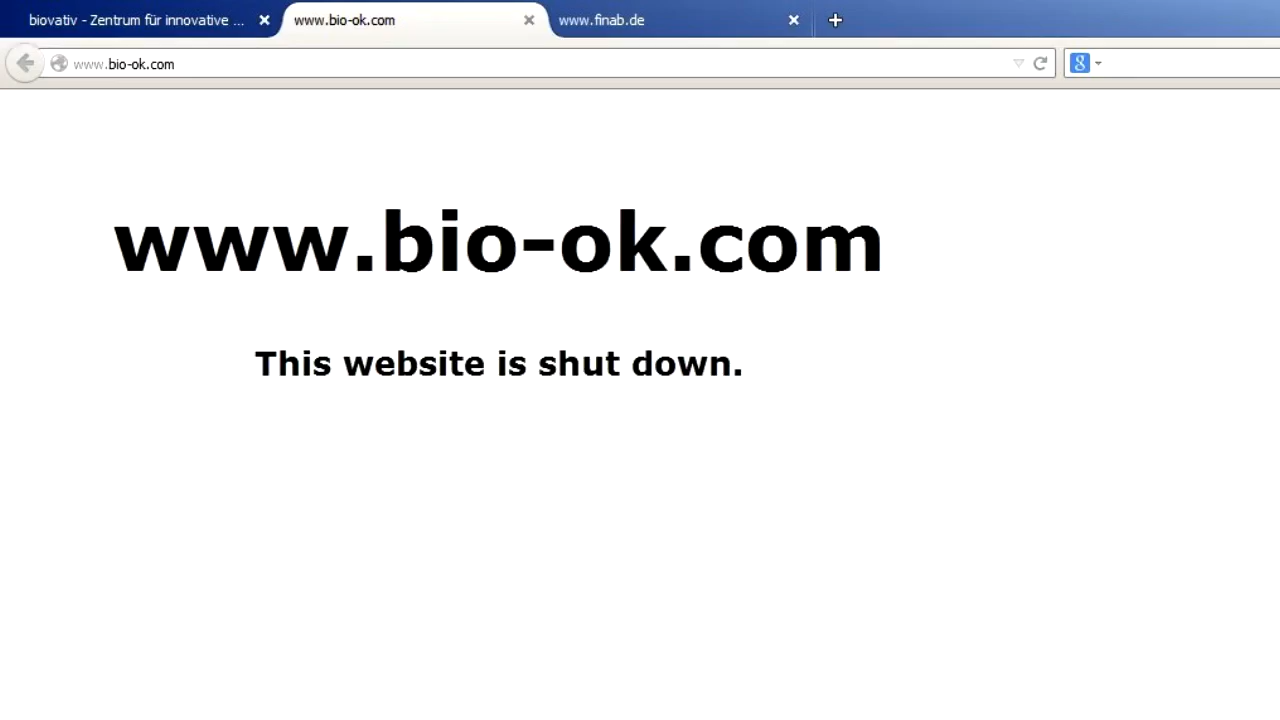 biovativ - Zentrum für innovative ...
www.bio-ok.com
www.finab.de
www.bio-ok.com
8
www.bio-ok.com
This website is shut down.